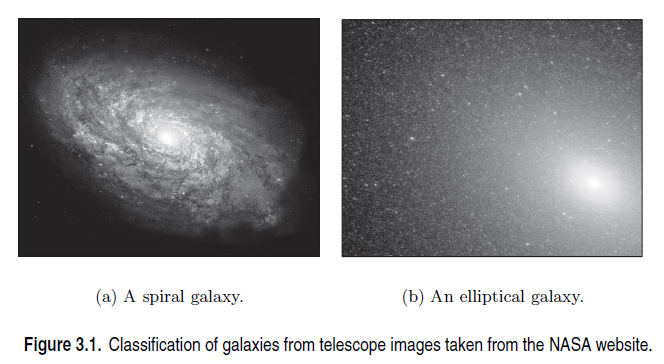 (a) A spiral galaxy.
(b) An elliptical galaxy.
Figure 3.1. Classification of galaxies from telescope images taken from the NASA website.